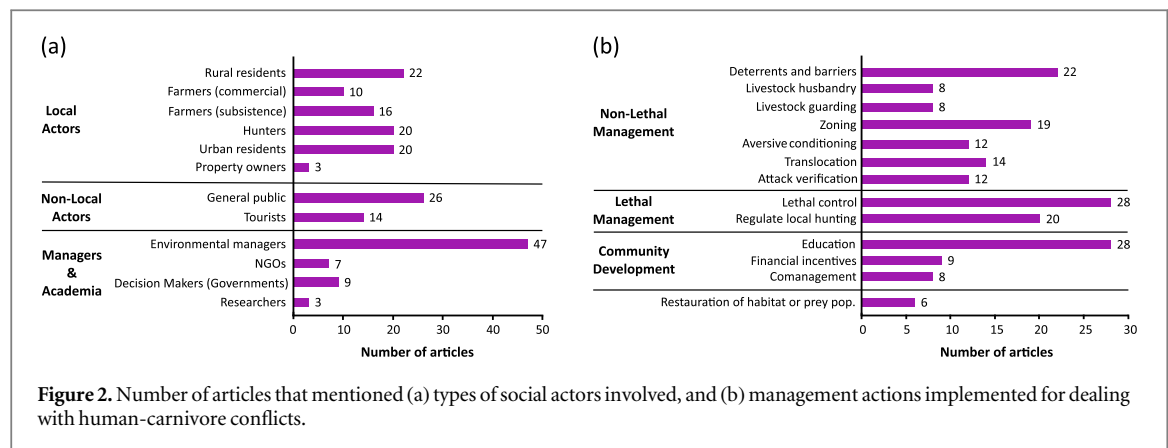 (a)
Local
Actors
Rural residents 22
Farmers (commercial) 10
Farmers (subsistence) 16
Hunters 20
Urban residents 20
Property owners 3
Non-Local
Actors
General public 26
Tourists 14
Managers
&
Academia
Environmental managers 47
NGOs 7
Decision Makers (Governments) 9
Researchers 3
0 10 20 30 40 50
Number of articles
(b)
Non-Lethal
Management
Deterrents and barriers 22
Livestock husbandry 8
Livestock guarding 8
Zoning 19
Aversive conditioning 12
Translocation 14
Attack verification 12
Lethal
Management
Lethal control 28
Regulate local hunting 20
Community
Development
Education 28
Financial incentives 9
Comanagement 8
Restauration of habitat or prey pop. 6
0 5 10 15 20 25 30
Number of articles
Figure 2. Number of articles that mentioned (a) types of social actors involved, and (b) management actions implemented for dealing
with human-carnivore conflicts.